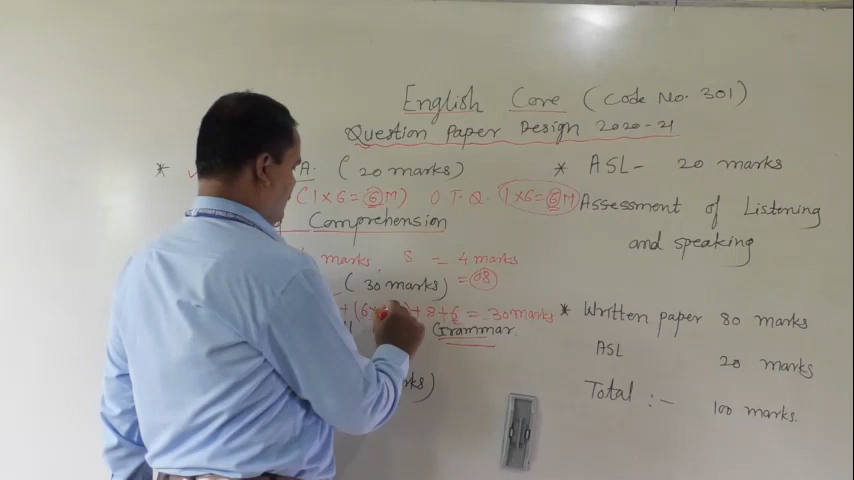 English Core (Code No. 301)
Question Paper Design 2020-21
* A: (20 marks)
(1×6=6M) O.T.Q. (1×6=6M)
Comprehension
marks, 8 = 4 marks
(30 marks) = 08
+(6+ )+8+6=30marks
Grammar.
rks)
* ASL- 20 marks
Assessment of Listening
and speaking
* Written paper 80 marks
ASL 20 marks
Total :- 100 marks.